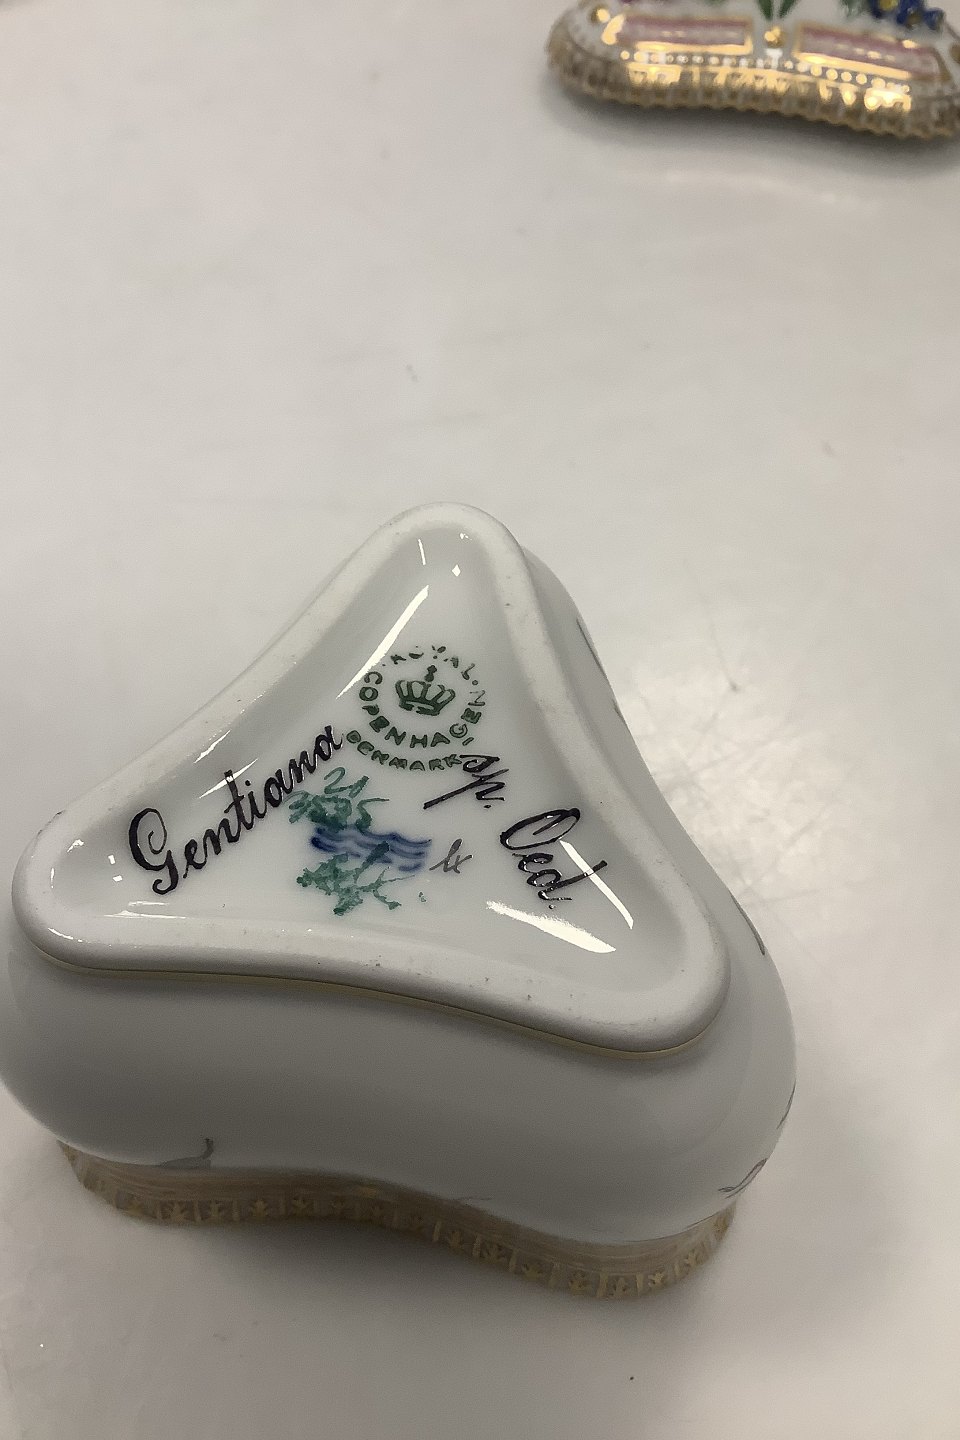 ROYAL
COPENHAGEN
DENMARK
Gentiana sp. Oed.